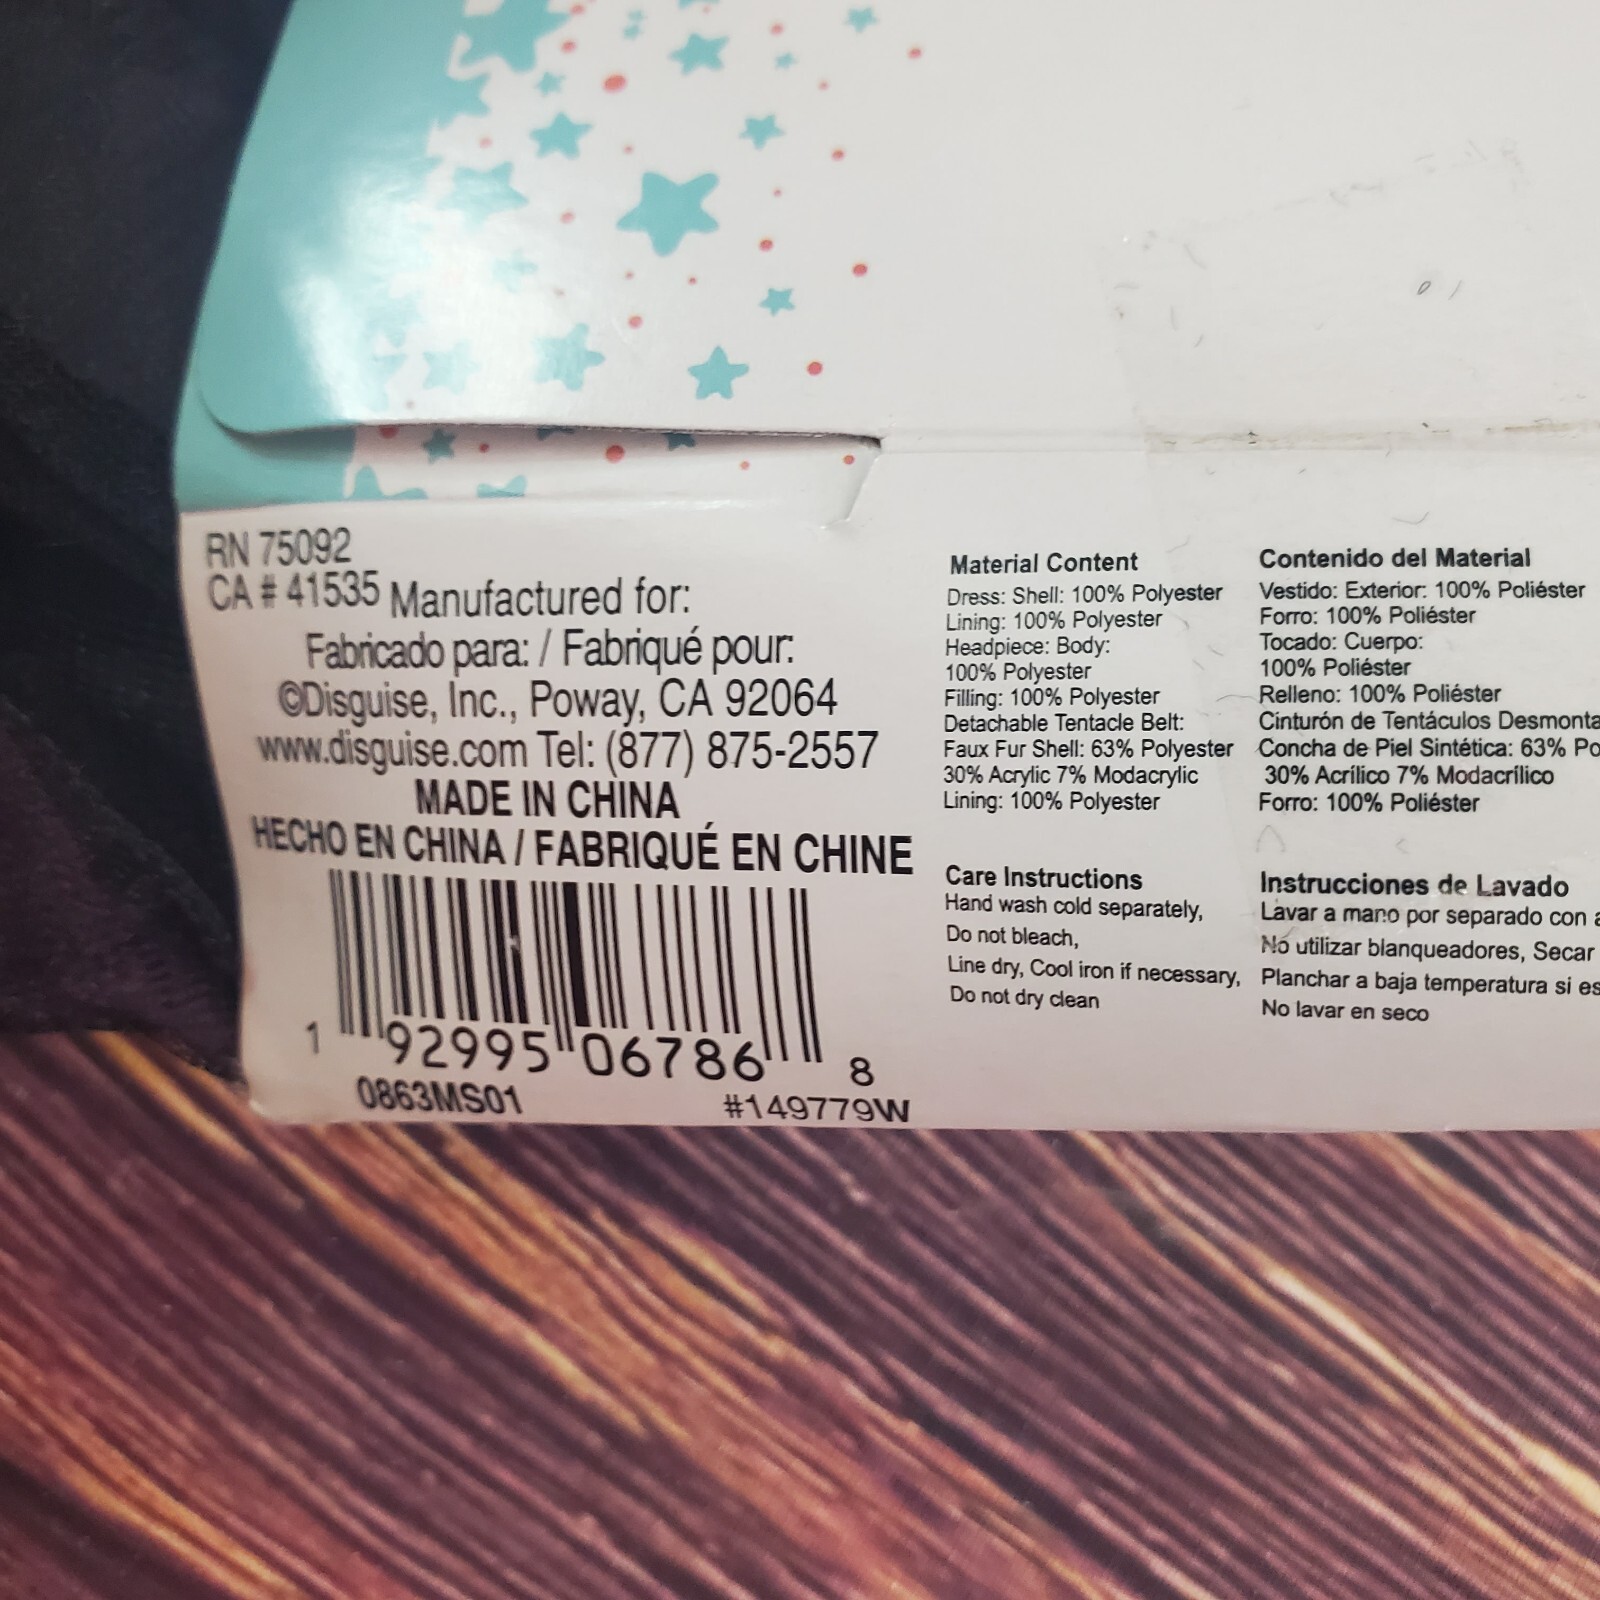 RN 75092
CA # 41535 Manufactured for:
Fabricado para: / Fabriqué pour:
©Disguise, Inc., Poway, CA 92064
www.disguise.com Tel: (877) 875-2557
MADE IN CHINA
HECHO EN CHINA / FABRIQUÉ EN CHINE
1 92995 06786 8
0863MS01 #149779W
Material Content
Dress: Shell: 100% Polyester
Lining: 100% Polyester
Headpiece: Body:
100% Polyester
Filling: 100% Polyester
Detachable Tentacle Belt:
Faux Fur Shell: 63% Polyester
30% Acrylic 7% Modacrylic
Lining: 100% Polyester
Care Instructions
Hand wash cold separately,
Do not bleach,
Line dry, Cool iron if necessary,
Do not dry clean
Contenido del Material
Vestido: Exterior: 100% Poliéster
Forro: 100% Poliéster
Tocado: Cuerpo:
100% Poliéster
Relleno: 100% Poliéster
Cinturón de Tentáculos Desmonta
Concha de Piel Sintética: 63% Po
30% Acrílico 7% Modacrílico
Forro: 100% Poliéster
Instrucciones de Lavado
Lavar a mano por separado con a
No utilizar blanqueadores, Secar
Planchar a baja temperatura si es
No lavar en seco